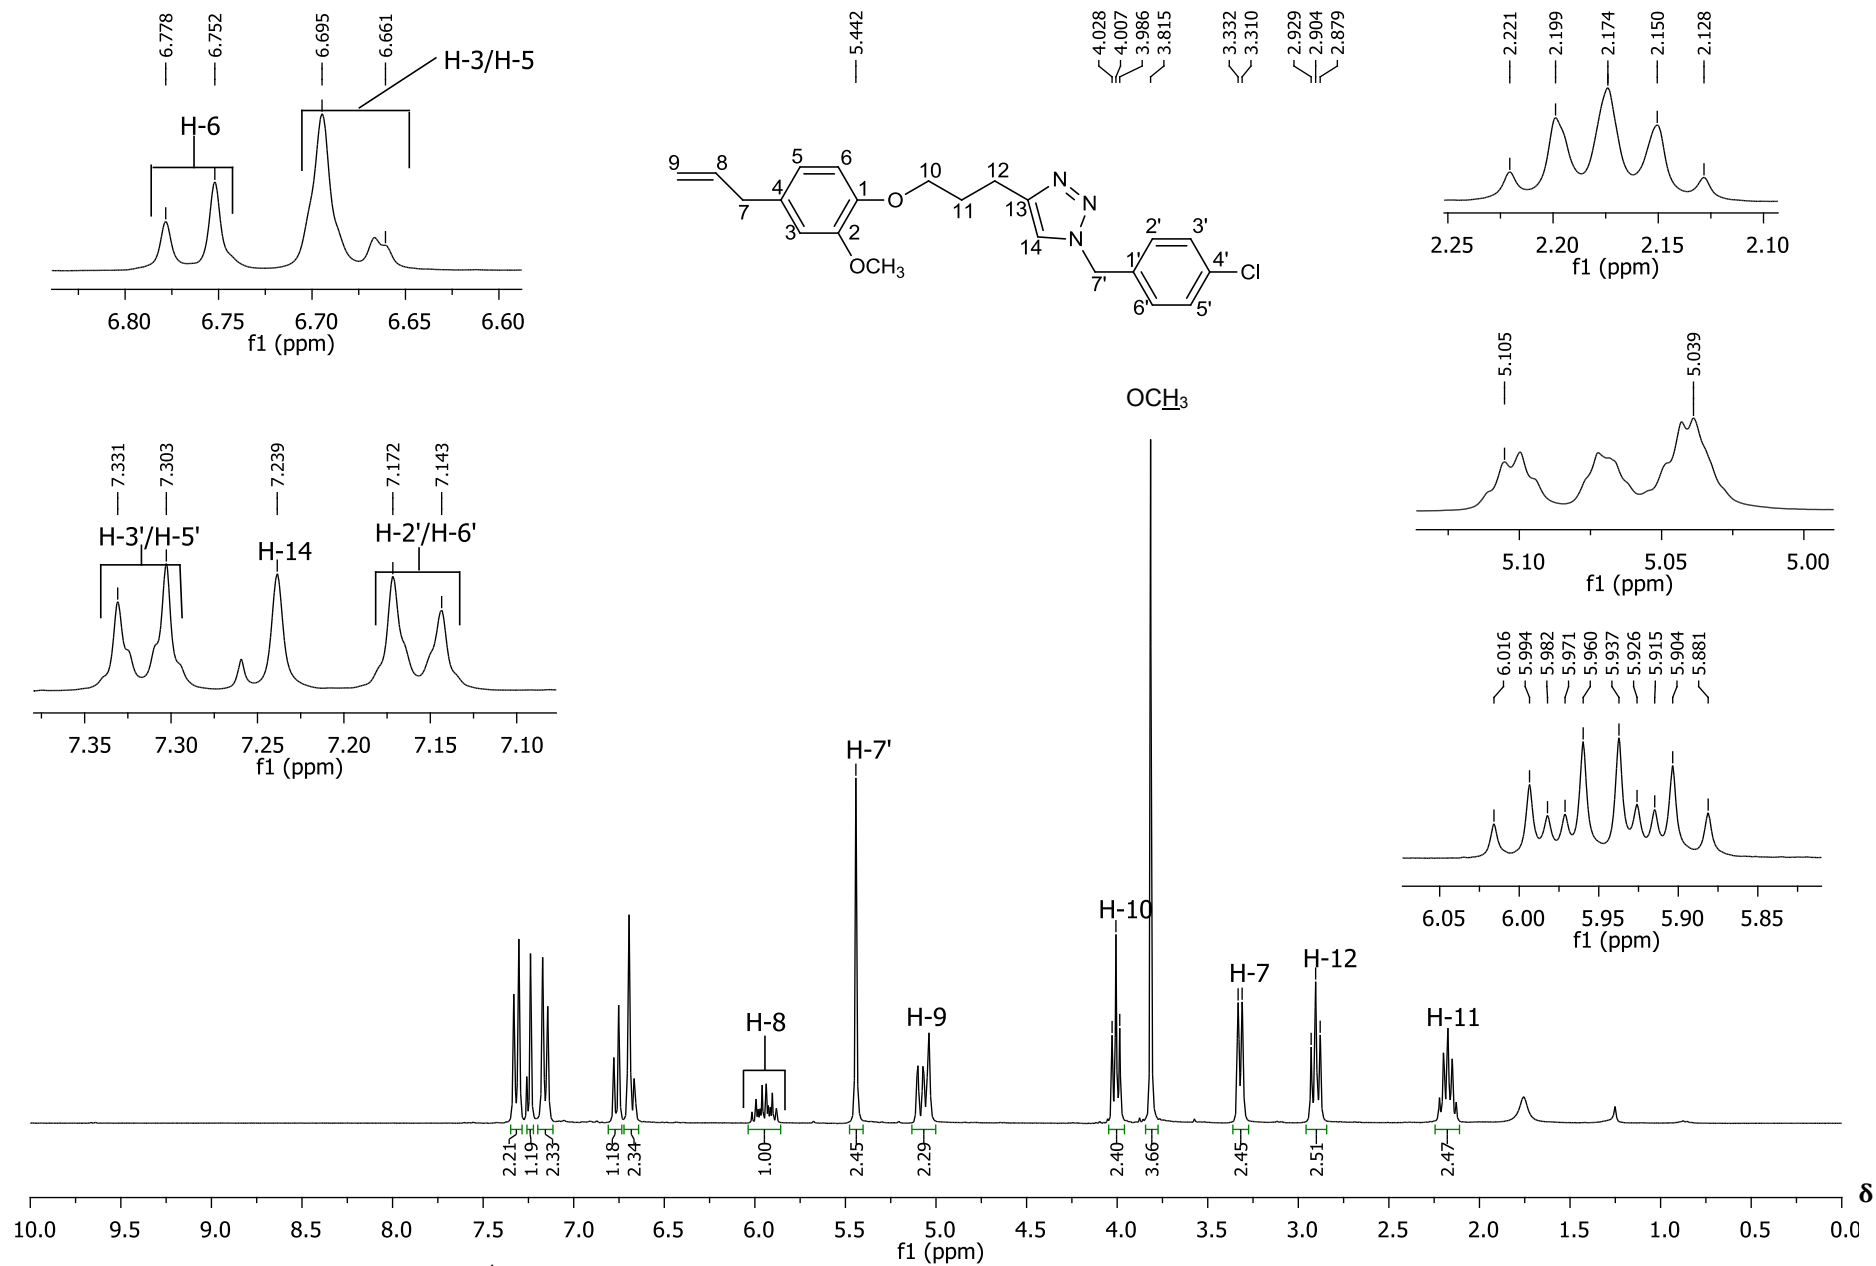 6.778
6.752
6.695
6.661
H-6
H-3/H-5
6.80 6.75 6.70 6.65 6.60
f1 (ppm)
5.442
4.028
4.007
3.986
3.815
3.332
3.310
2.929
2.904
2.879
2.221
2.199
2.174
2.150
2.128
2.25 2.20 2.15 2.10
f1 (ppm)
9
8
7
5
6
4
1
3
2
O
OCH3
10
11
12
13
14
N
N
N
7'
1'
2'
3'
4'
5'
6'
Cl
5.105
5.039
5.10 5.05 5.00
f1 (ppm)
7.331
7.303
7.239
7.172
7.143
H-3'/H-5'
H-14
H-2'/H-6'
7.35 7.30 7.25 7.20 7.15 7.10
f1 (ppm)
6.016
5.994
5.982
5.971
5.960
5.937
5.926
5.915
5.904
5.881
6.05 6.00 5.95 5.90 5.85
f1 (ppm)
OCH3
H-7'
H-10
H-7
H-12
H-8
H-9
H-11
2.21
1.19
2.33
1.18
2.34
1.00
2.45
2.29
2.40
3.66
2.45
2.51
2.47
10.0 9.5 9.0 8.5 8.0 7.5 7.0 6.5 6.0 5.5 5.0 4.5 4.0 3.5 3.0 2.5 2.0 1.5 1.0 0.5 0.0
δ
f1 (ppm)